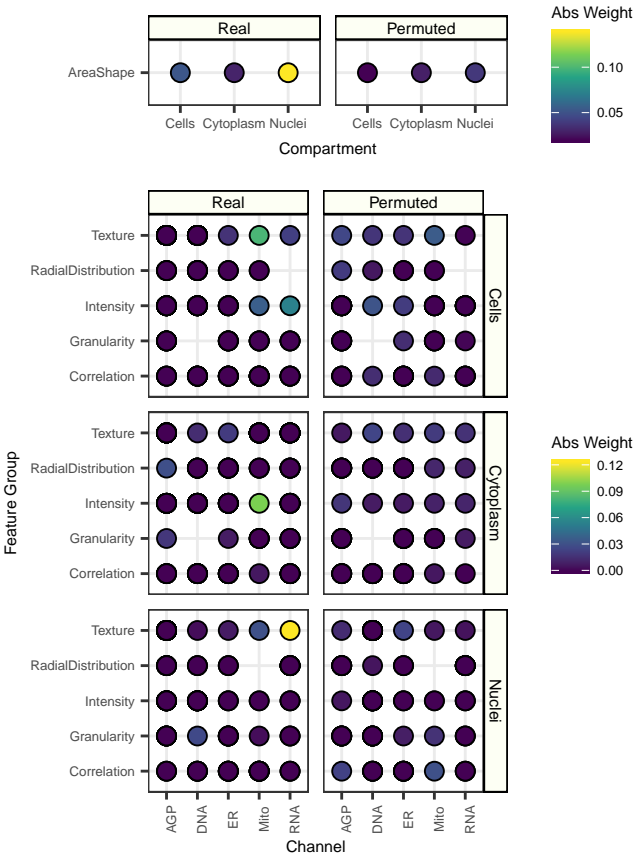 Abs Weight
Real Permuted
0.10
AreaShape
0.05
Cells Cytoplasm Nuclei Cells Cytoplasm Nuclei
Compartment
Real Permuted
Texture
RadialDistribution
Intensity
Granularity
Correlation
Cells
Texture
RadialDistribution
Intensity
Granularity
Correlation
Cytoplasm
Feature Group
Abs Weight
0.12
0.09
0.06
0.03
0.00
Texture
RadialDistribution
Intensity
Granularity
Correlation
Nuclei
AGP DNA ER Mito RNA AGP DNA ER Mito RNA
Channel